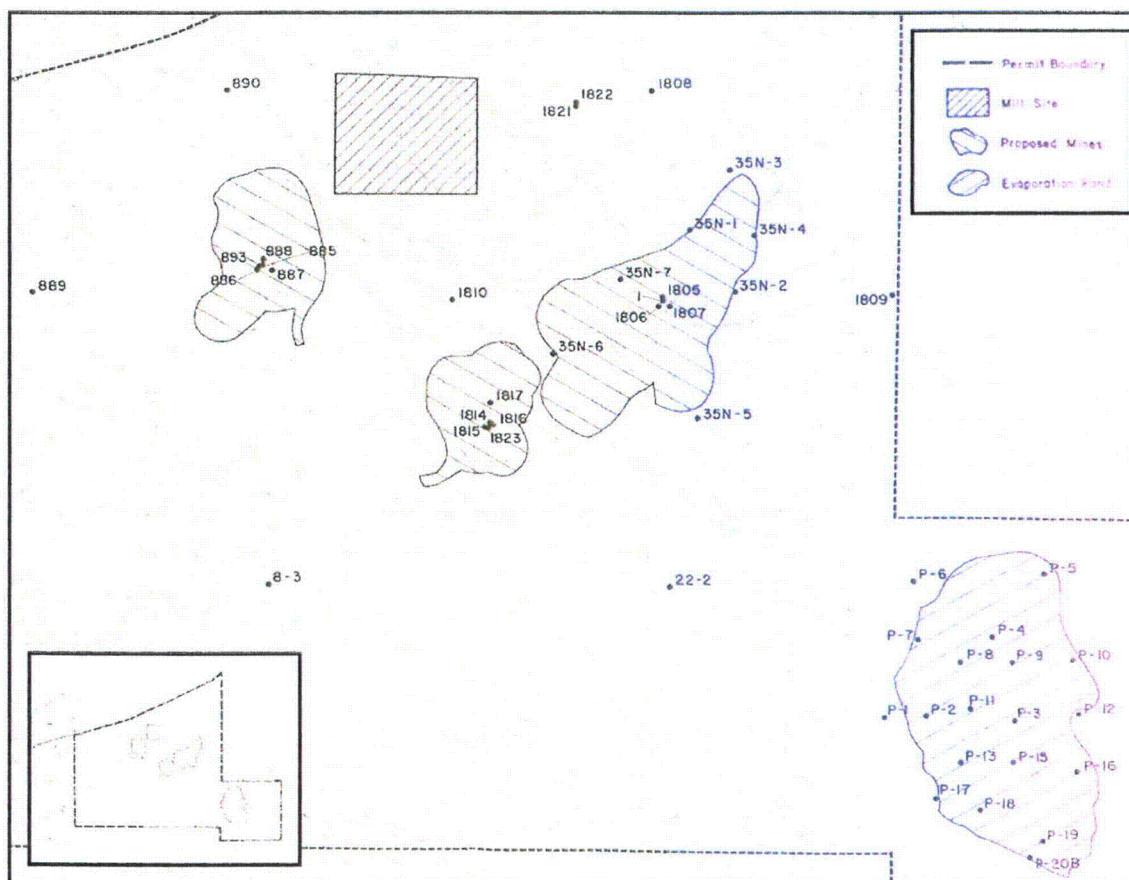 890
1822
1821
1808
Permit Boundary
Mill Site
Proposed Mines
Evaporation Pond
35N-3
35N-1
35N-4
888
885
893
886
887
889
1810
35N-7
1805
1
1806
1807
35N-2
1809
35N-6
1817
1814
1816
1815
1823
35N-5
8-3
22-2
P-6
P-5
P-7
P-4
P-8
P-9
P-10
P-1
P-2
P-11
P-3
P-12
P-13
P-15
P-16
P-17
P-18
P-19
P-20B